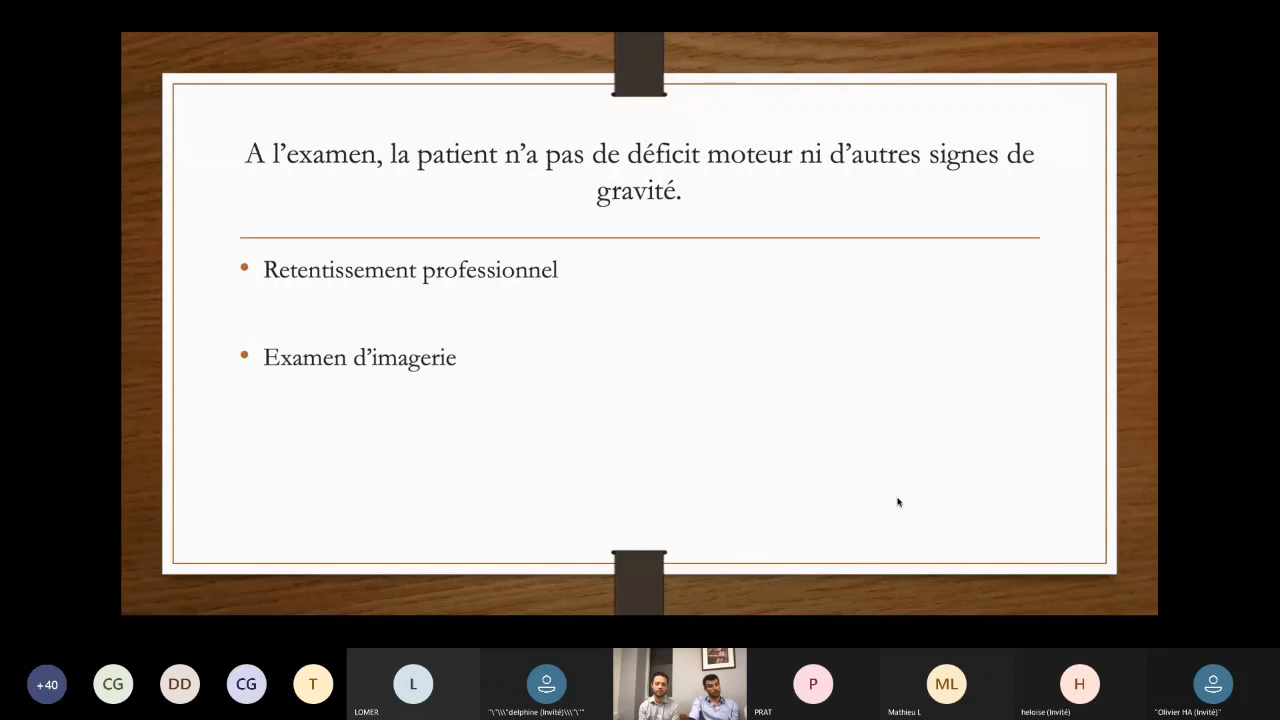 A l’examen, la patient n’a pas de déficit moteur ni d’autres signes de
gravité.
• Retentissement professionnel
• Examen d’imagerie
+40
CG
DD
CG
T
L
LOMER
"\"\\\"delphine (Invité)\\\"\""
P
PRAT
ML
Mathieu L
H
heloise (Invité)
"Olivier HA (Invité)"